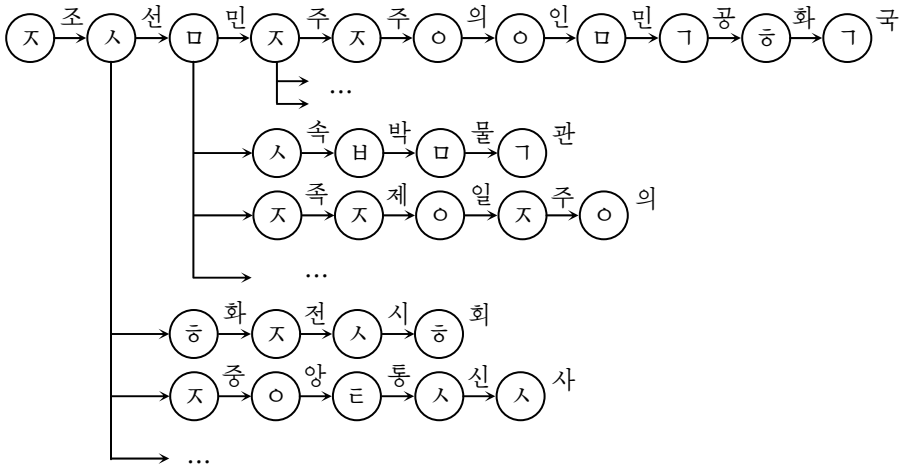 ㅈ 조 ㅅ 선 ㅁ 민 ㅈ 주 ㅈ 주 ㅇ 의 ㅇ 인 ㅁ 민 ㄱ 공 ㅎ 화 ㄱ 국
...
ㅅ 속 ㅂ 박 ㅁ 물 ㄱ 관
ㅈ 족 ㅈ 제 ㅇ 일 ㅈ 주 ㅇ 의
...
ㅎ 화 ㅈ 전 ㅅ 시 ㅎ 회
ㅈ 중 ㅇ 앙 ㅌ 통 ㅅ 신 ㅅ 사
...